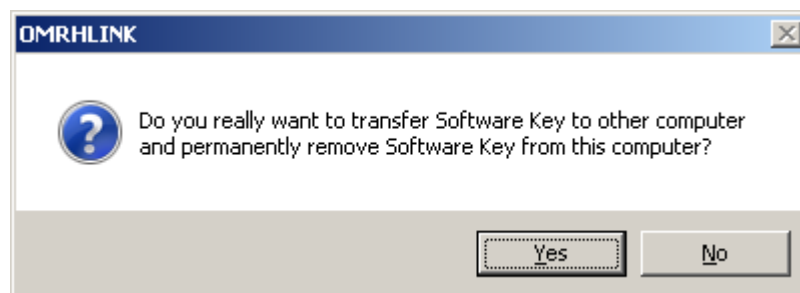 OMRHLINK
Do you really want to transfer Software Key to other computer
and permanently remove Software Key from this computer?
Yes No